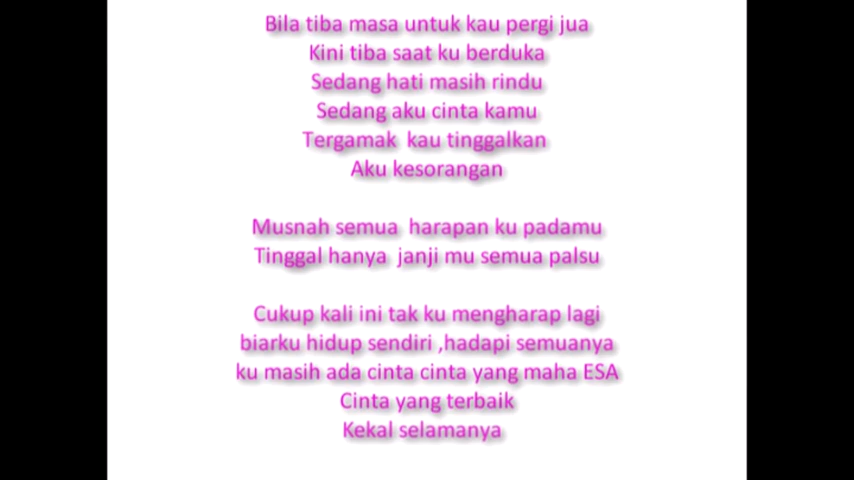 Bila tiba masa untuk kau pergi jua
Kini tiba saat ku berduka
Sedang hati masih rindu
Sedang aku cinta kamu
Tergamak kau tinggalkan
Aku kesorangan
Musnah semua harapan ku padamu
Tinggal hanya janji mu semua palsu
Cukup kali ini tak ku mengharap lagi
biarku hidup sendiri ,hadapi semuanya
ku masih ada cinta cinta yang maha ESA
Cinta yang terbaik
Kekal selamanya